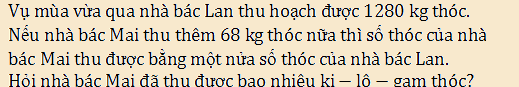 Vụ mùa vừa qua nhà bác Lan thu hoạch được 1280 kg thóc.
Nếu nhà bác Mai thu thêm 68 kg thóc nữa thì số thóc của nhà
bác Mai thu được bằng một nửa số thóc của nhà bác Lan.
Hỏi nhà bác Mai đã thu được bao nhiêu ki − lô − gam thóc?